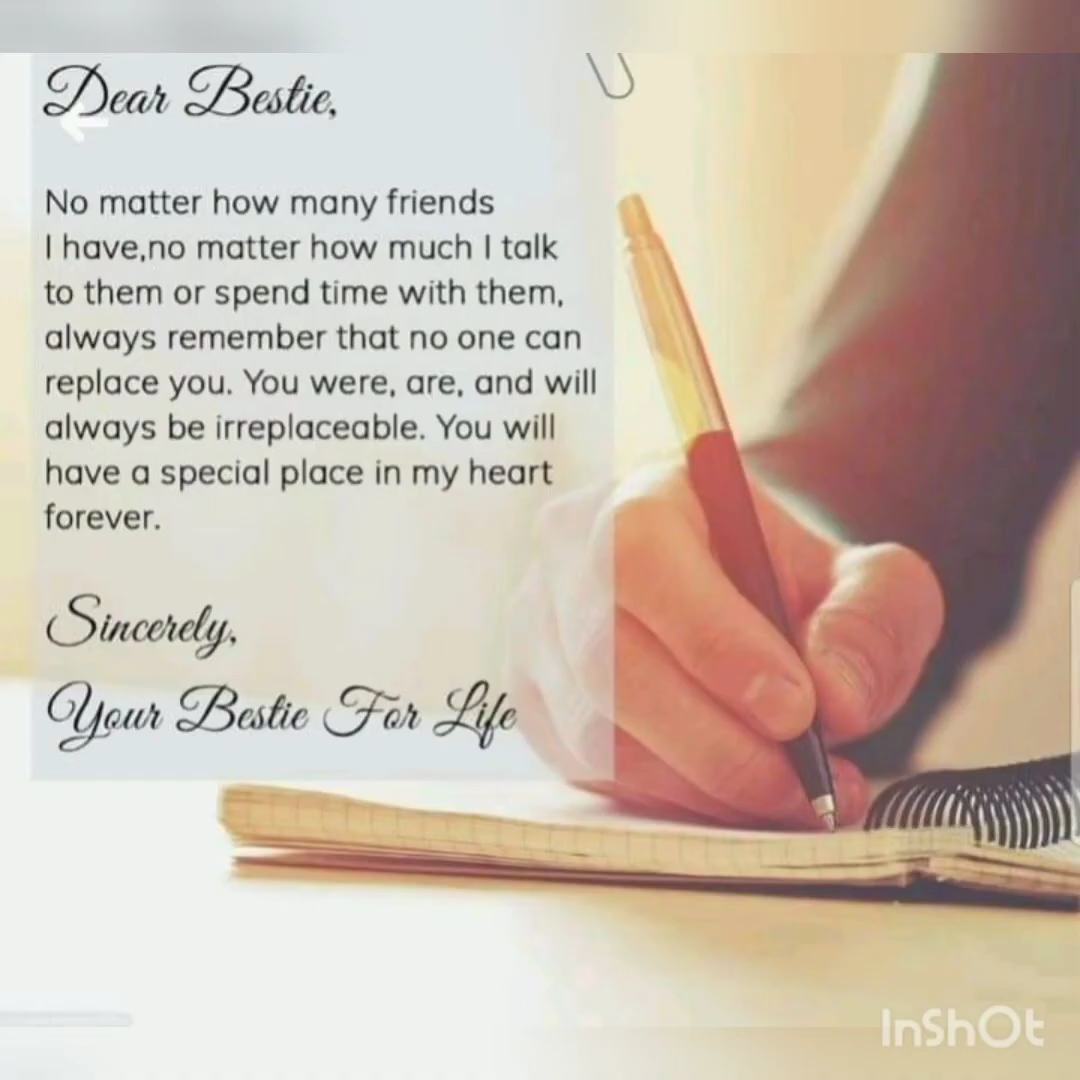 Dear Bestie,
No matter how many friends
I have,no matter how much I talk
to them or spend time with them,
always remember that no one can
replace you. You were, are, and will
always be irreplaceable. You will
have a special place in my heart
forever.
Sincerely,
Your Bestie For Life
InShOt